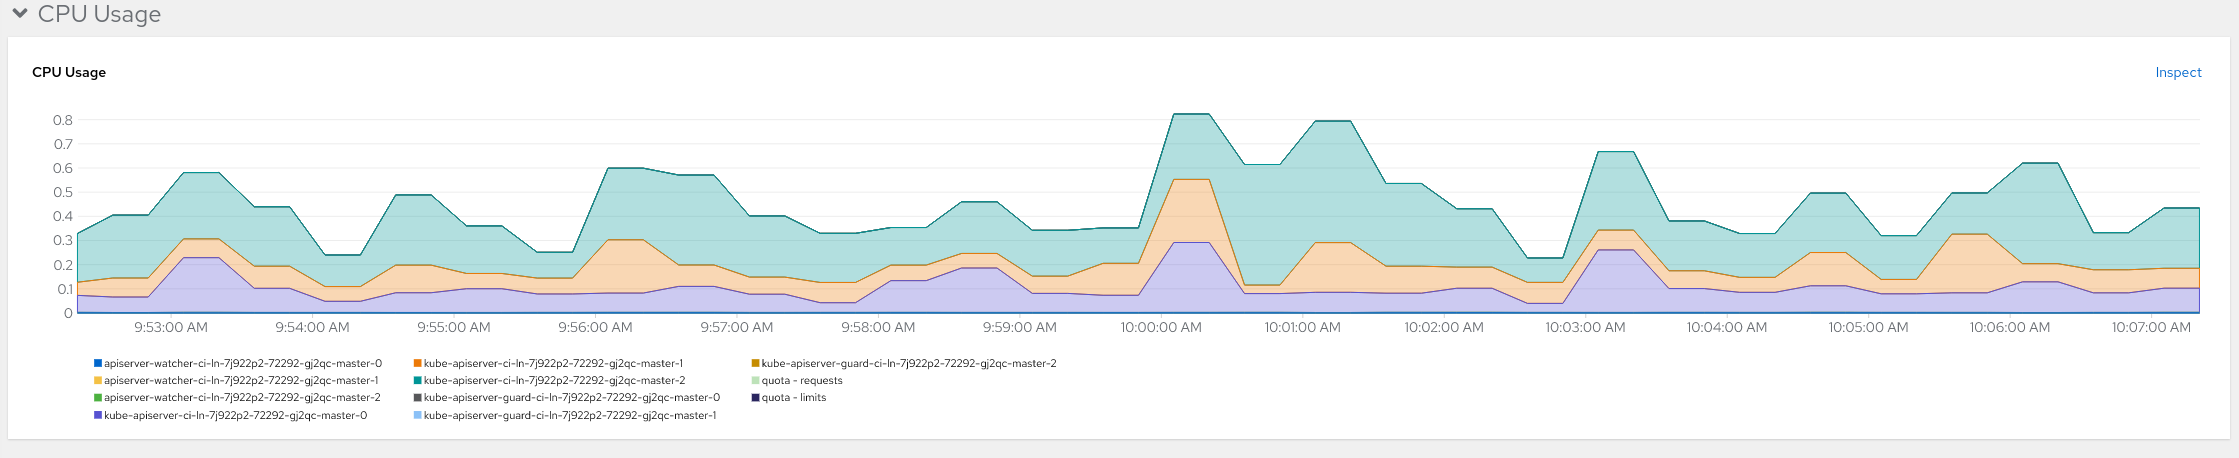 CPU Usage
CPU Usage
Inspect
0.8
0.7
0.6
0.5
0.4
0.3
0.2
0.1
0
9:53:00 AM 9:54:00 AM 9:55:00 AM 9:56:00 AM 9:57:00 AM 9:58:00 AM 9:59:00 AM 10:00:00 AM 10:01:00 AM 10:02:00 AM 10:03:00 AM 10:04:00 AM 10:05:00 AM 10:06:00 AM 10:07:00 AM
apiserver-watcher-ci-ln-7j922p2-72292-gj2qc-master-0 kube-apiserver-ci-ln-7j922p2-72292-gj2qc-master-1 kube-apiserver-guard-ci-ln-7j922p2-72292-gj2qc-master-2
apiserver-watcher-ci-ln-7j922p2-72292-gj2qc-master-1 kube-apiserver-ci-ln-7j922p2-72292-gj2qc-master-2 quota - requests
apiserver-watcher-ci-ln-7j922p2-72292-gj2qc-master-2 kube-apiserver-guard-ci-ln-7j922p2-72292-gj2qc-master-0 quota - limits
kube-apiserver-ci-ln-7j922p2-72292-gj2qc-master-0 kube-apiserver-guard-ci-ln-7j922p2-72292-gj2qc-master-1